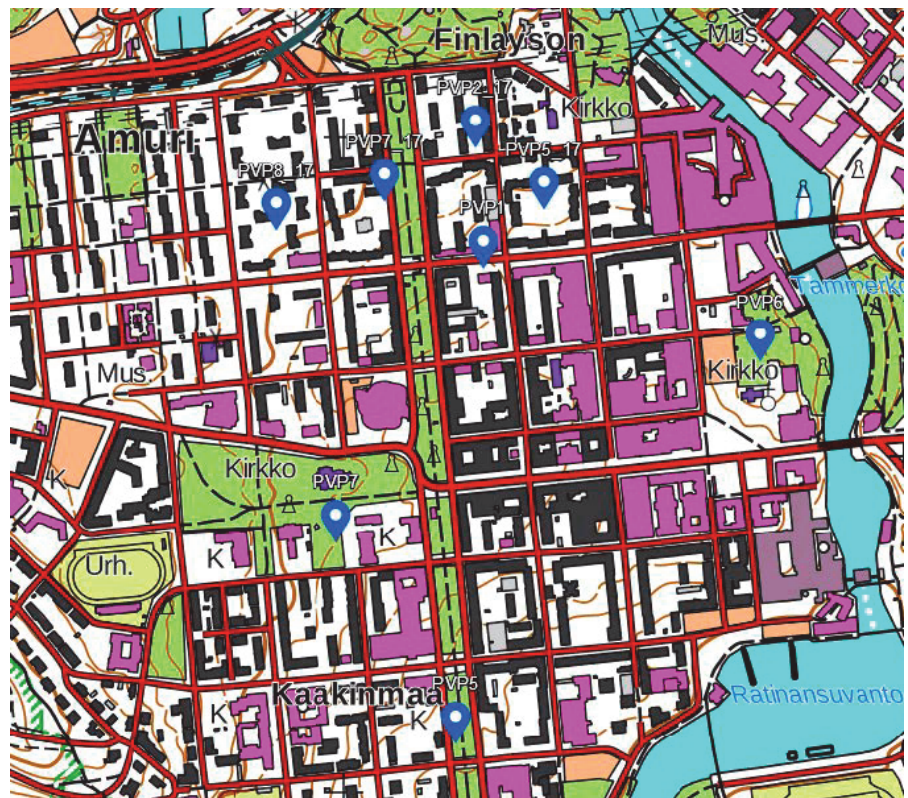 Finlayson
Mus.
PVP2_17
Kirkko
Amuri
PVP7_17
PVP5_17
PVP8_17
PVP1
Tammerko
PVP6
Mus.
Kirkko
Kirkko
K
PVP7
K
K
Urh.
PVP5
Kaakinmaa
K
K
Ratinansuvanto